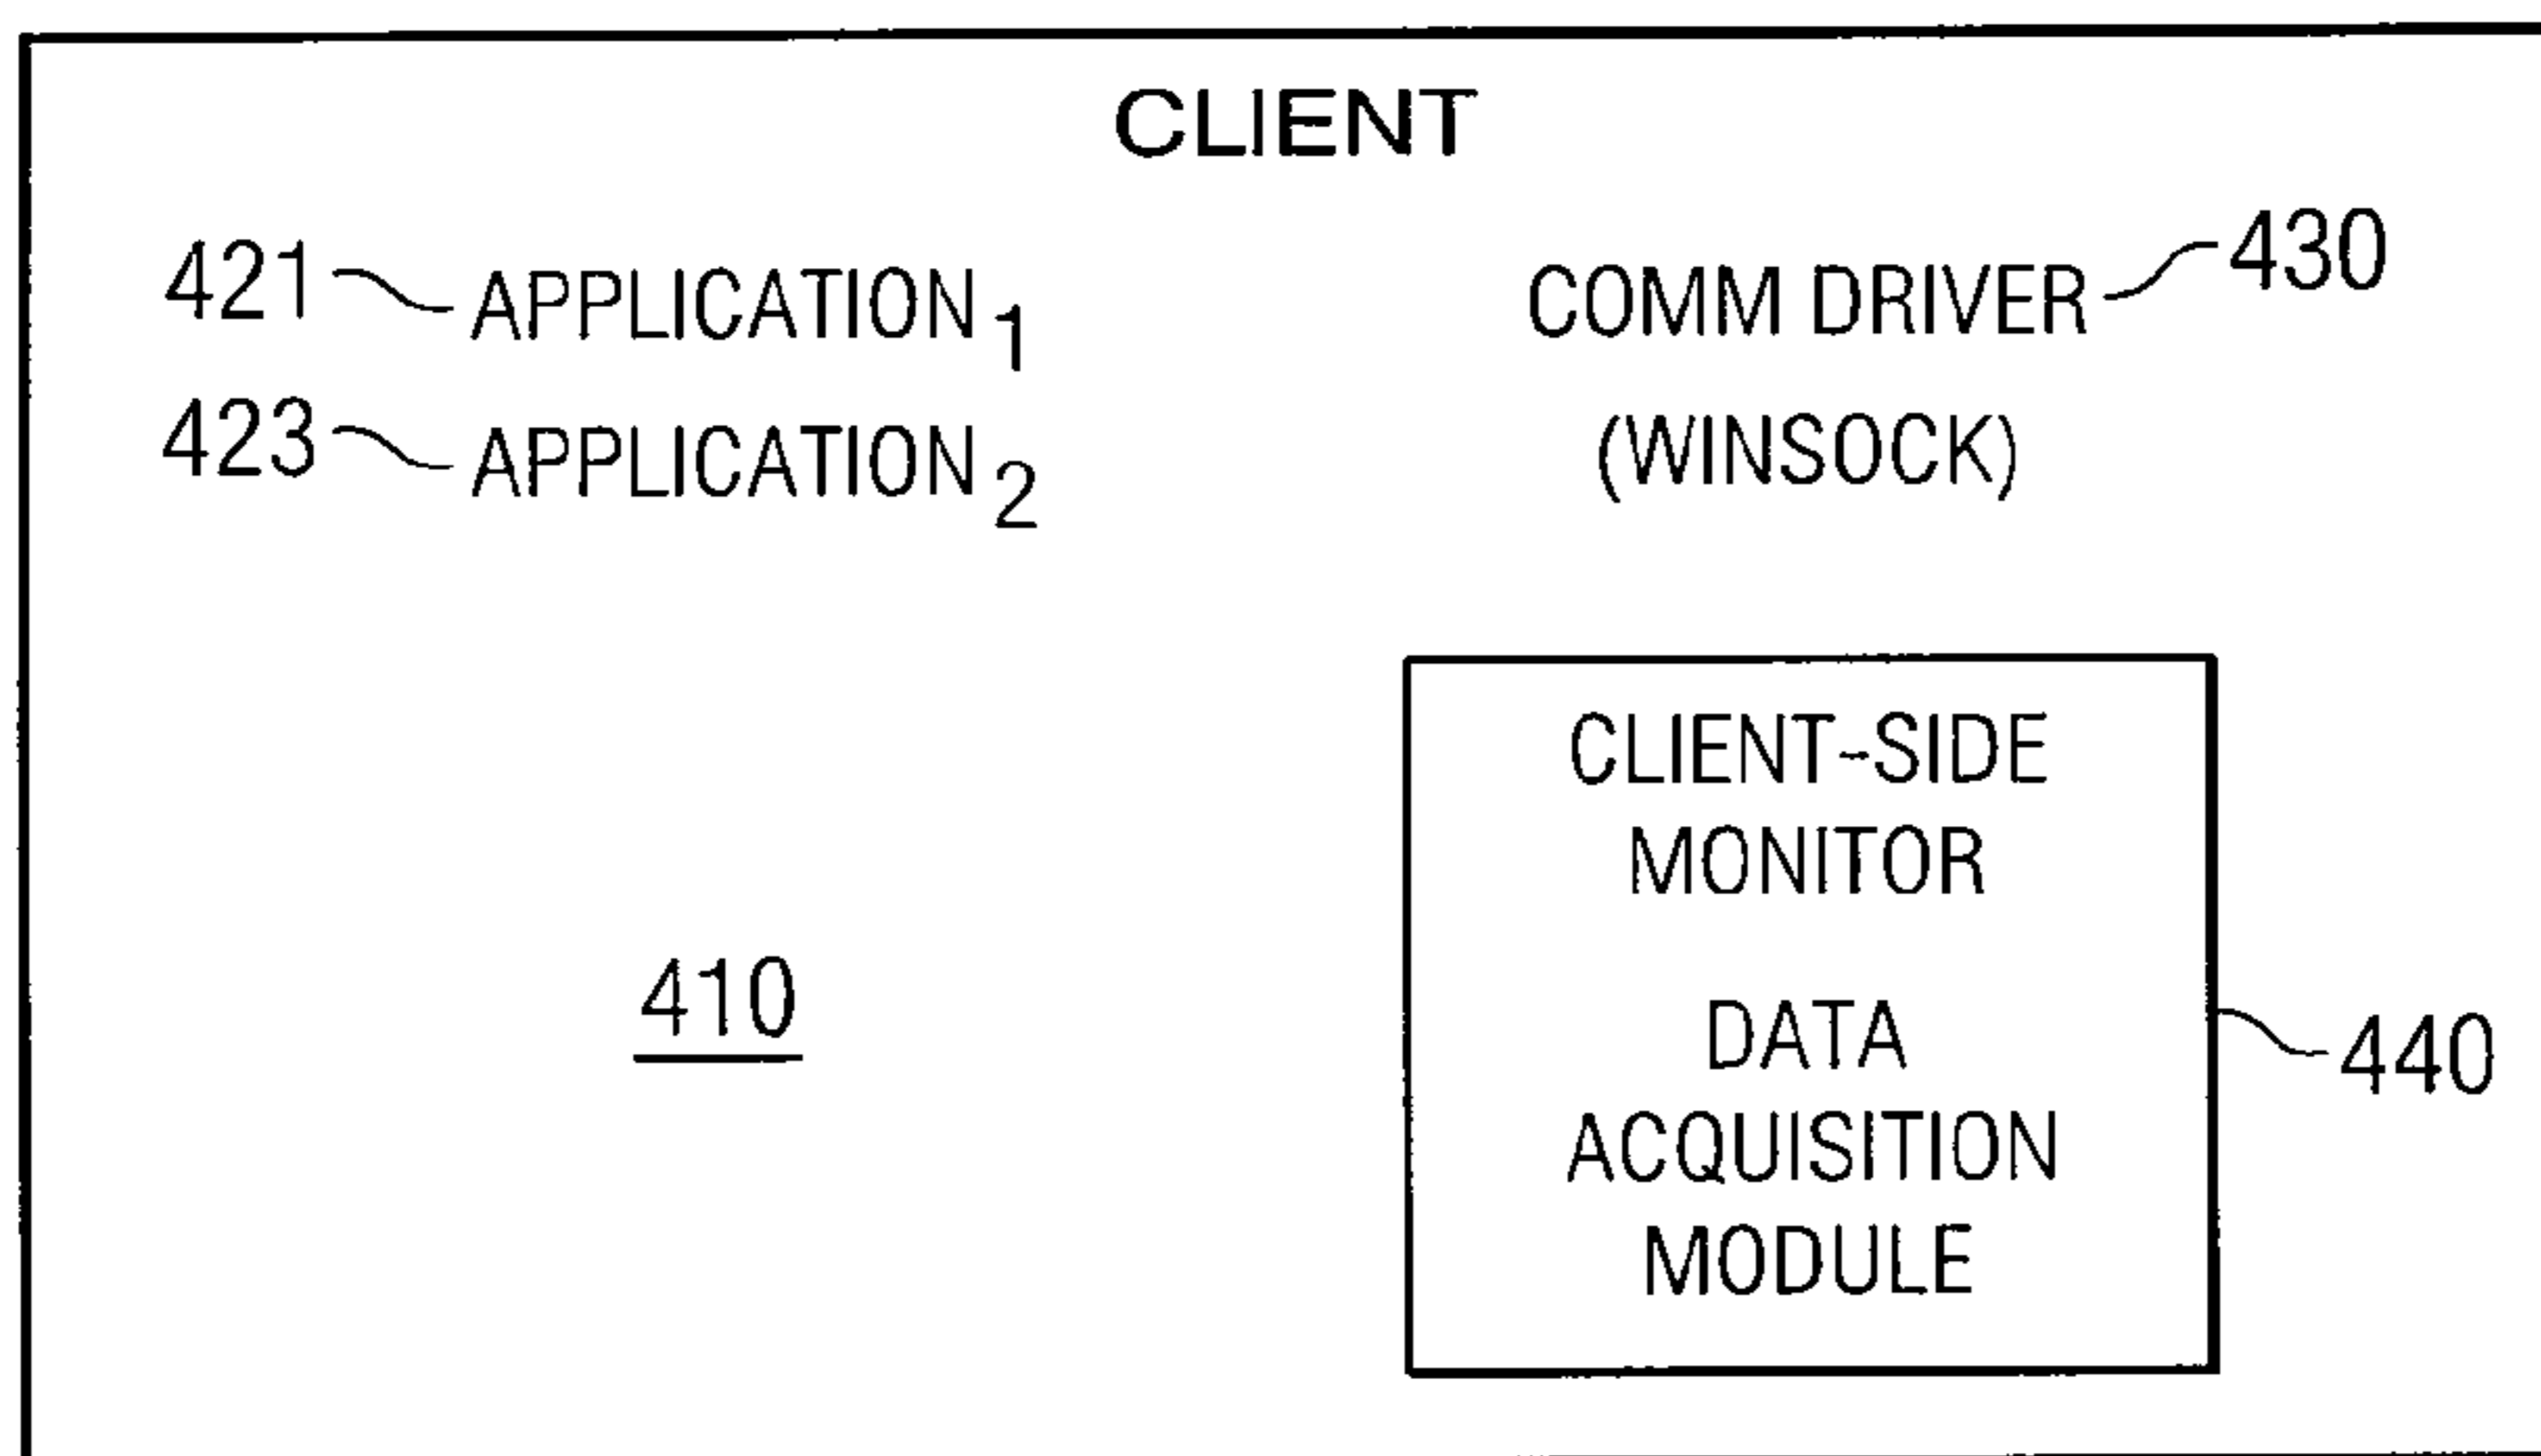 CLIENT
421 APPLICATION1
423 APPLICATION2
COMM DRIVER 430
(WINSOCK)
CLIENT-SIDE
MONITOR
DATA
ACQUISITION
MODULE
440
410